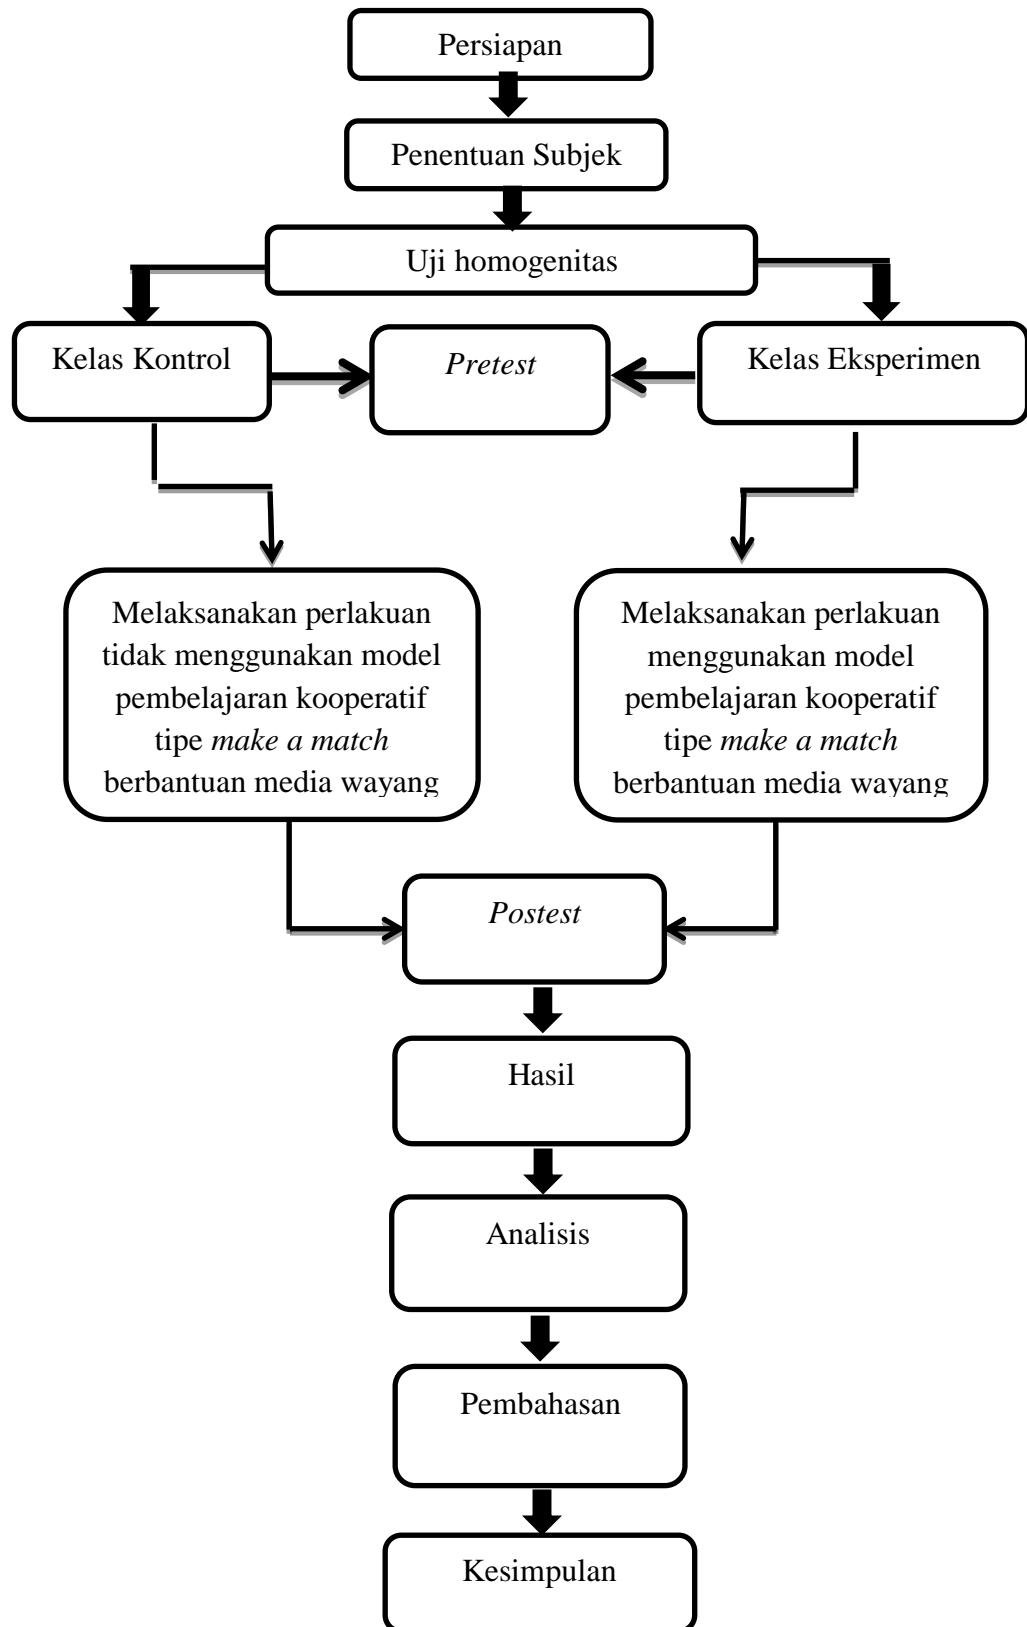 Persiapan
Penentuan Subjek
Uji homogenitas
Kelas Kontrol
Pretest
Kelas Eksperimen
Melaksanakan perlakuan
tidak menggunakan model
pembelajaran kooperatif
tipe make a match
berbantuan media wayang
Melaksanakan perlakuan
menggunakan model
pembelajaran kooperatif
tipe make a match
berbantuan media wayang
Postest
Hasil
Analisis
Pembahasan
Kesimpulan